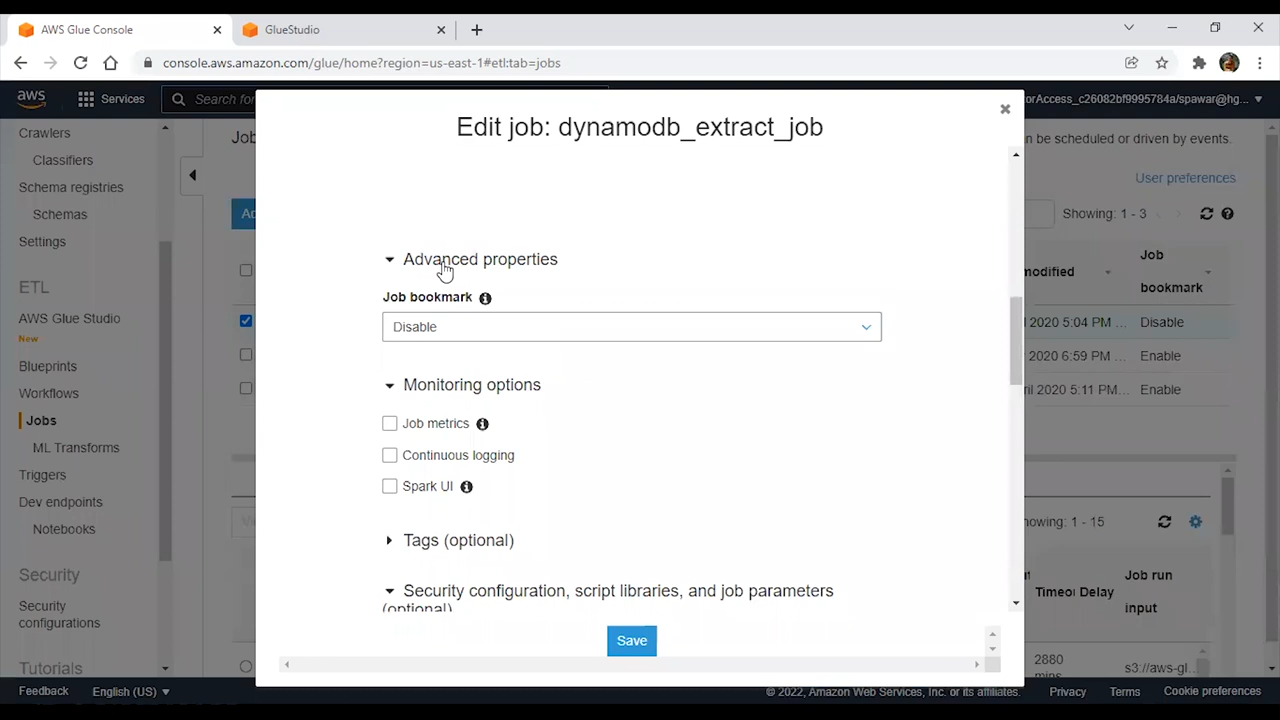 AWS Glue Console
GlueStudio
console.aws.amazon.com/glue/home?region=us-east-1#etl:tab=jobs
aws
Services
Search for
torAccess_c26082bf9995784a/spawar@hg...
Crawlers
Classifiers
Schema registries
Schemas
Settings
ETL
AWS Glue Studio
New
Blueprints
Workflows
Jobs
ML Transforms
Triggers
Dev endpoints
Notebooks
Security
Security
configurations
Tutorials
Job
n be scheduled or driven by events.
User preferences
Showing: 1 - 3
modified
Job
bookmark
2020 5:04 PM ...
Disable
2020 6:59 PM ...
Enable
2020 5:11 PM...
Enable
howing: 1 - 15
Timeout
Delay
Job run
input
2880
mins
s3://aws-gl...
Edit job: dynamodb_extract_job
Advanced properties
Job bookmark
Disable
Monitoring options
Job metrics
Continuous logging
Spark UI
Tags (optional)
Security configuration, script libraries, and job parameters
(optional)
Save
Feedback
English (US)
© 2022, Amazon Web Services, Inc. or its affiliates.
Privacy
Terms
Cookie preferences